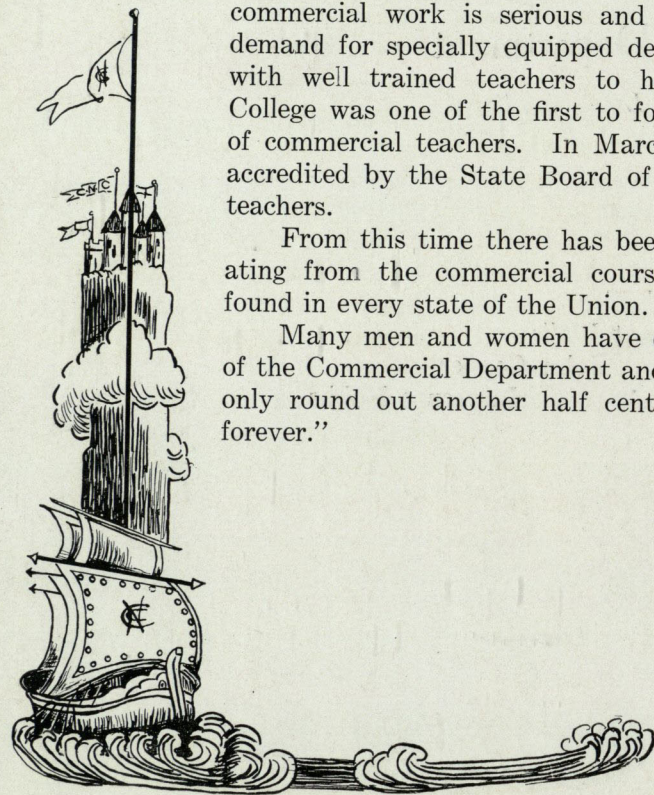 commercial work is serious and
demand for specially equipped de
with well trained teachers to h
College was one of the first to fo
of commercial teachers. In Marc
accredited by the State Board of
teachers.
From this time there has bee
ating from the commercial cours
found in every state of the Union.
Many men and women have
of the Commercial Department an
only round out another half cent
forever."
CNC